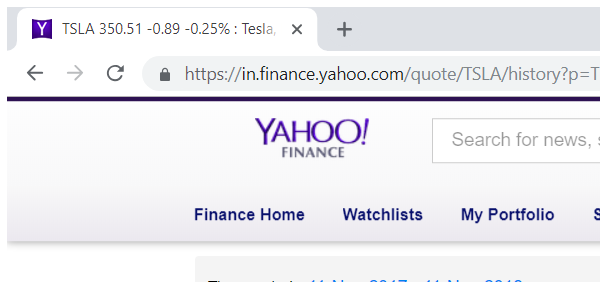 TSLA 350.51 -0.89 -0.25% : Tesla,
https://in.finance.yahoo.com/quote/TSLA/history?p=T
YAHOO!
FINANCE
Search for news, s
Finance Home Watchlists My Portfolio S